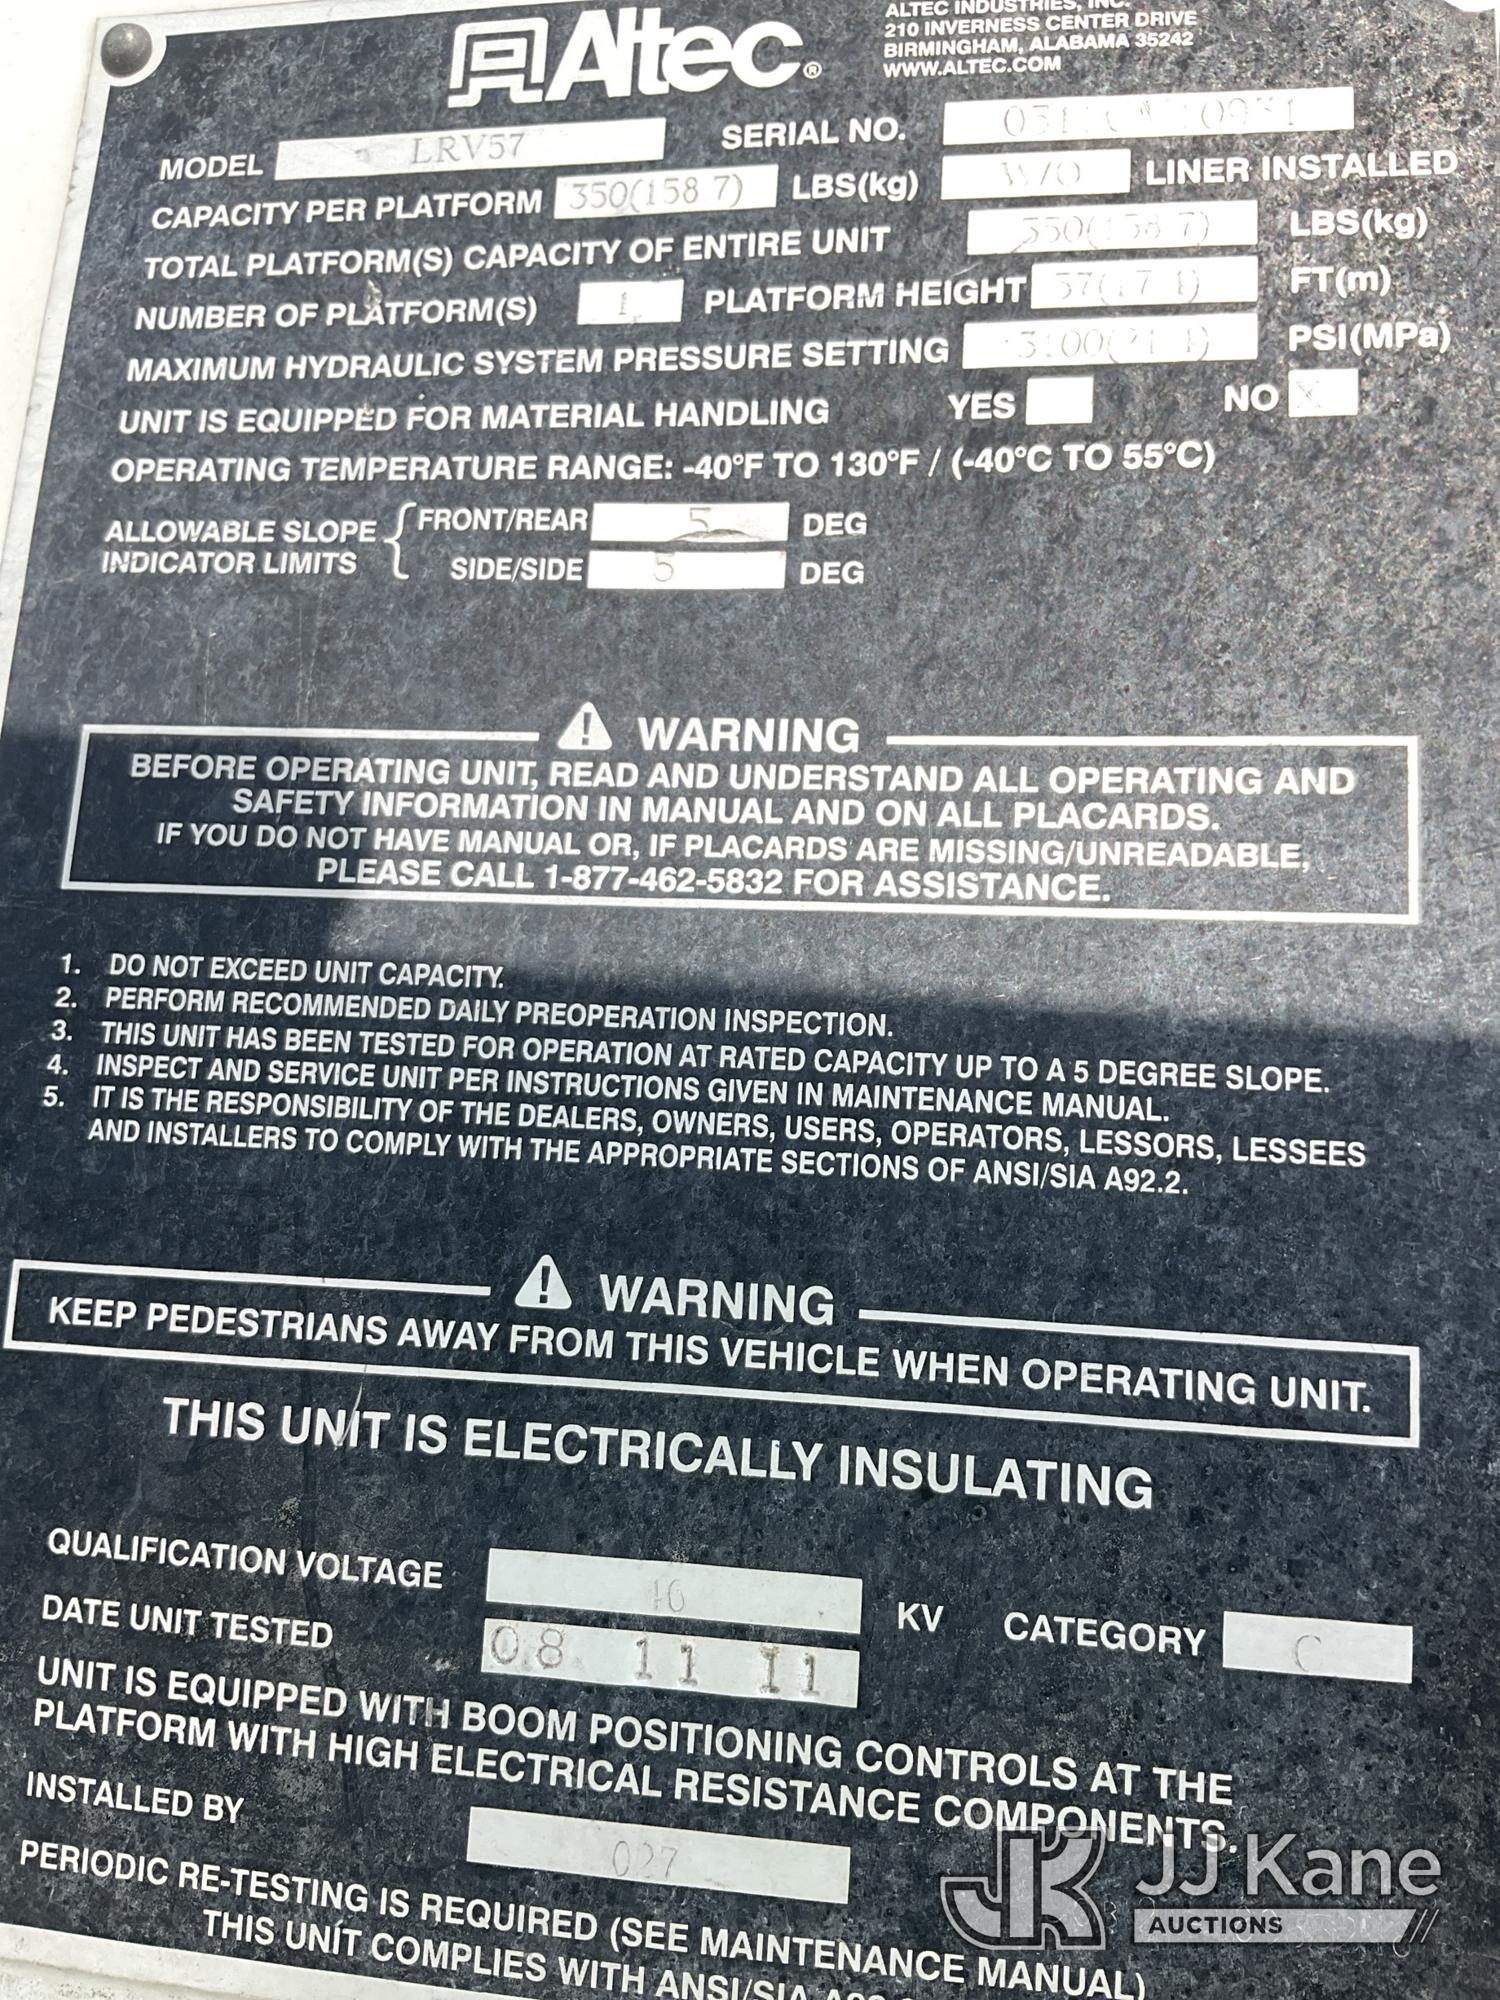 Altec®
ALTEC INDUSTRIES, INC.
210 INVERNESS CENTER DRIVE
BIRMINGHAM, ALABAMA 35242
WWW.ALTEC.COM
MODEL LRV57 SERIAL NO.
CAPACITY PER PLATFORM 350(158.7) LBS(kg) W/O LINER INSTALLED
TOTAL PLATFORM(S) CAPACITY OF ENTIRE UNIT 350(158.7) LBS(kg)
NUMBER OF PLATFORM(S) 1 PLATFORM HEIGHT FT(m)
MAXIMUM HYDRAULIC SYSTEM PRESSURE SETTING PSI(MPa)
UNIT IS EQUIPPED FOR MATERIAL HANDLING YES NO X
OPERATING TEMPERATURE RANGE: -40°F TO 130°F / (-40°C TO 55°C)
ALLOWABLE SLOPE INDICATOR LIMITS { FRONT/REAR 5 DEG
SIDE/SIDE 5 DEG
WARNING
BEFORE OPERATING UNIT, READ AND UNDERSTAND ALL OPERATING AND
SAFETY INFORMATION IN MANUAL AND ON ALL PLACARDS.
IF YOU DO NOT HAVE MANUAL OR, IF PLACARDS ARE MISSING/UNREADABLE,
PLEASE CALL 1-877-462-5832 FOR ASSISTANCE.
1. DO NOT EXCEED UNIT CAPACITY.
2. PERFORM RECOMMENDED DAILY PREOPERATION INSPECTION.
3. THIS UNIT HAS BEEN TESTED FOR OPERATION AT RATED CAPACITY UP TO A 5 DEGREE SLOPE.
4. INSPECT AND SERVICE UNIT PER INSTRUCTIONS GIVEN IN MAINTENANCE MANUAL.
5. IT IS THE RESPONSIBILITY OF THE DEALERS, OWNERS, USERS, OPERATORS, LESSORS, LESSEES
AND INSTALLERS TO COMPLY WITH THE APPROPRIATE SECTIONS OF ANSI/SIA A92.2.
WARNING
KEEP PEDESTRIANS AWAY FROM THIS VEHICLE WHEN OPERATING UNIT.
THIS UNIT IS ELECTRICALLY INSULATING
QUALIFICATION VOLTAGE KV CATEGORY C
DATE UNIT TESTED 08 11 11
UNIT IS EQUIPPED WITH BOOM POSITIONING CONTROLS AT THE
PLATFORM WITH HIGH ELECTRICAL RESISTANCE COMPONENTS.
INSTALLED BY 027
PERIODIC RE-TESTING IS REQUIRED (SEE MAINTENANCE MANUAL)
THIS UNIT COMPLIES WITH ANSI/SIA
JK JJ Kane
AUCTIONS